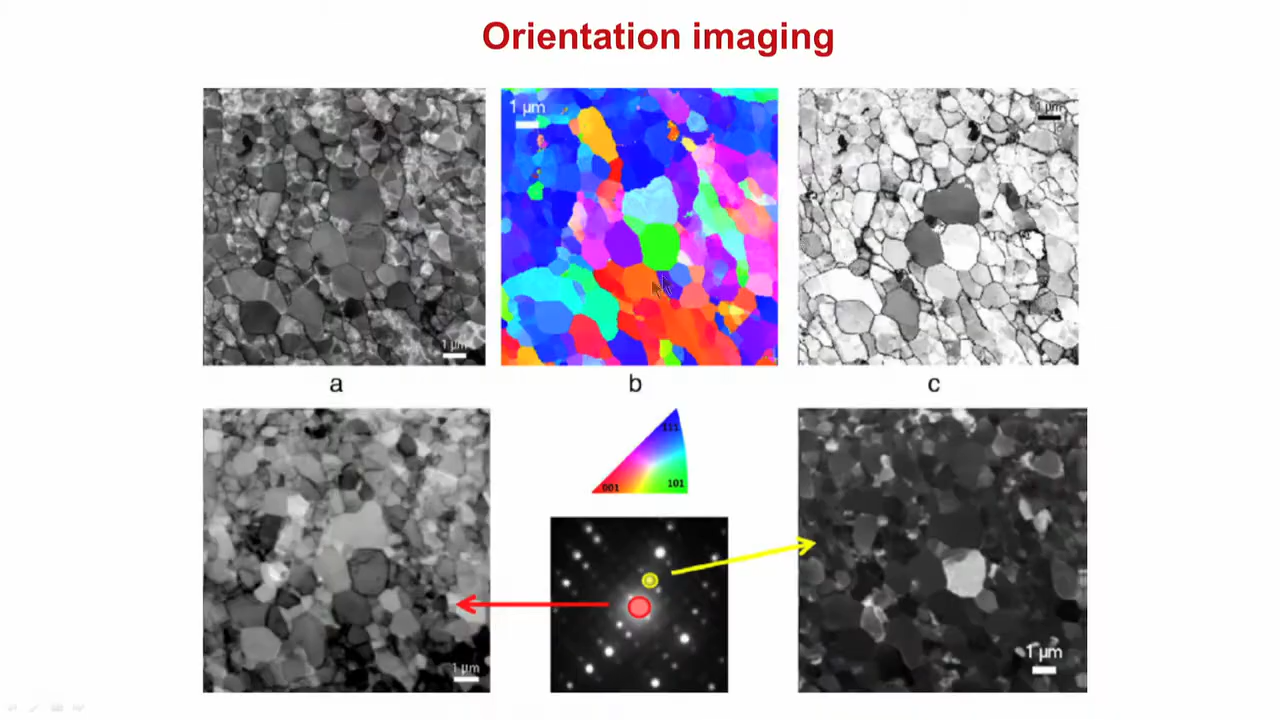 Orientation imaging
1 µm
1 µm
1 µm
a
b
c
111
001
101
1 µm
1 µm